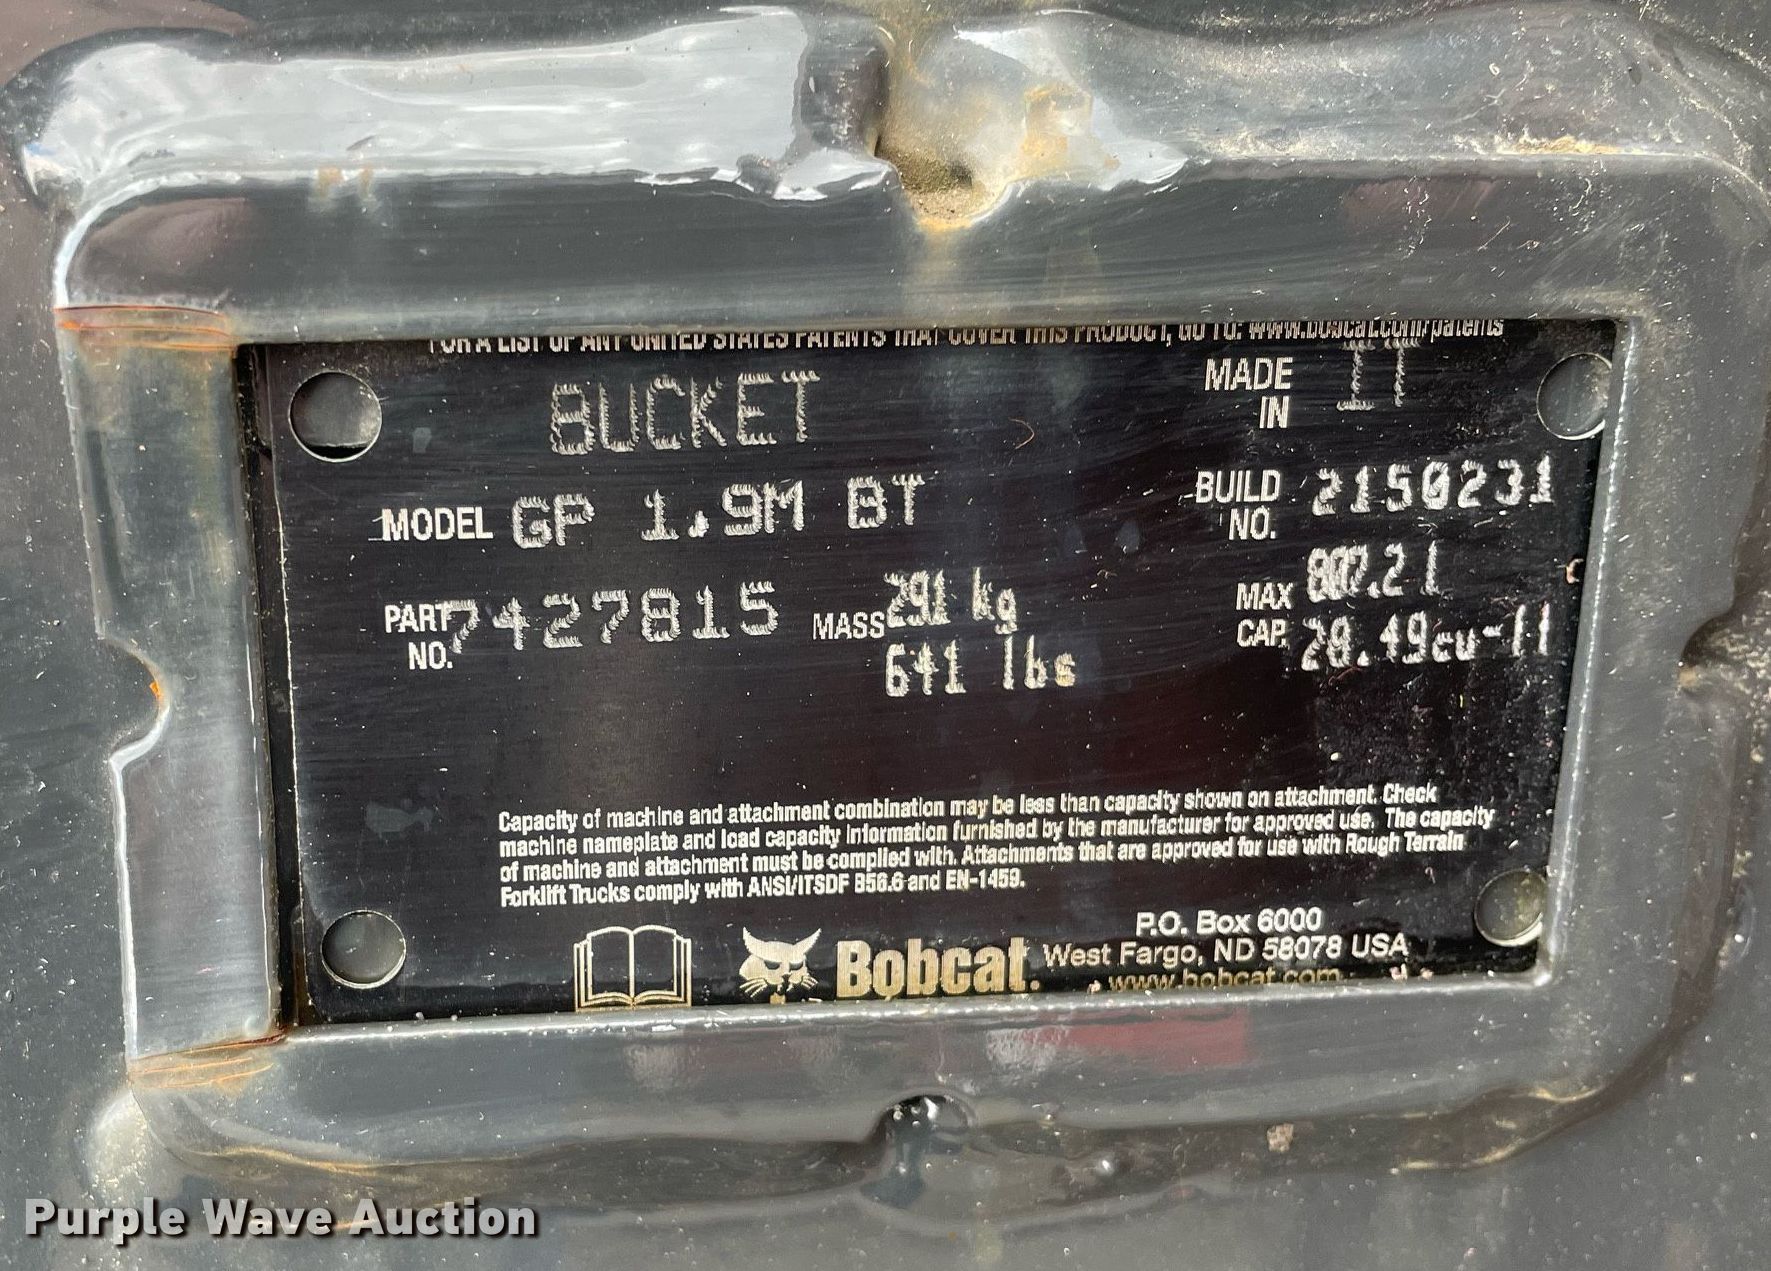 FOR A LIST OF ANY UNITED STATES PATENTS THAT COVER THIS PRODUCT, GO TO: www.bobcat.com/patents
BUCKET
MADE IN IT
MODEL GP 1.9M BT
BUILD NO. 2150231
PART NO. 7427815
MASS 291 kg
641 lbs
MAX CAP. 807.2 l
28.49cu-
Capacity of machine and attachment combination may be less than capacity shown on attachment. Check
machine nameplate and load capacity information furnished by the manufacturer for approved use. The capacity
of machine and attachment must be complied with. Attachments that are approved for use with Rough Terrain
Forklift Trucks comply with ANSI/ITSDF B56.6 and EN-1459.
Bobcat.
P.O. Box 6000
West Fargo, ND 58078 USA
www.bobcat.com
Purple Wave Auction